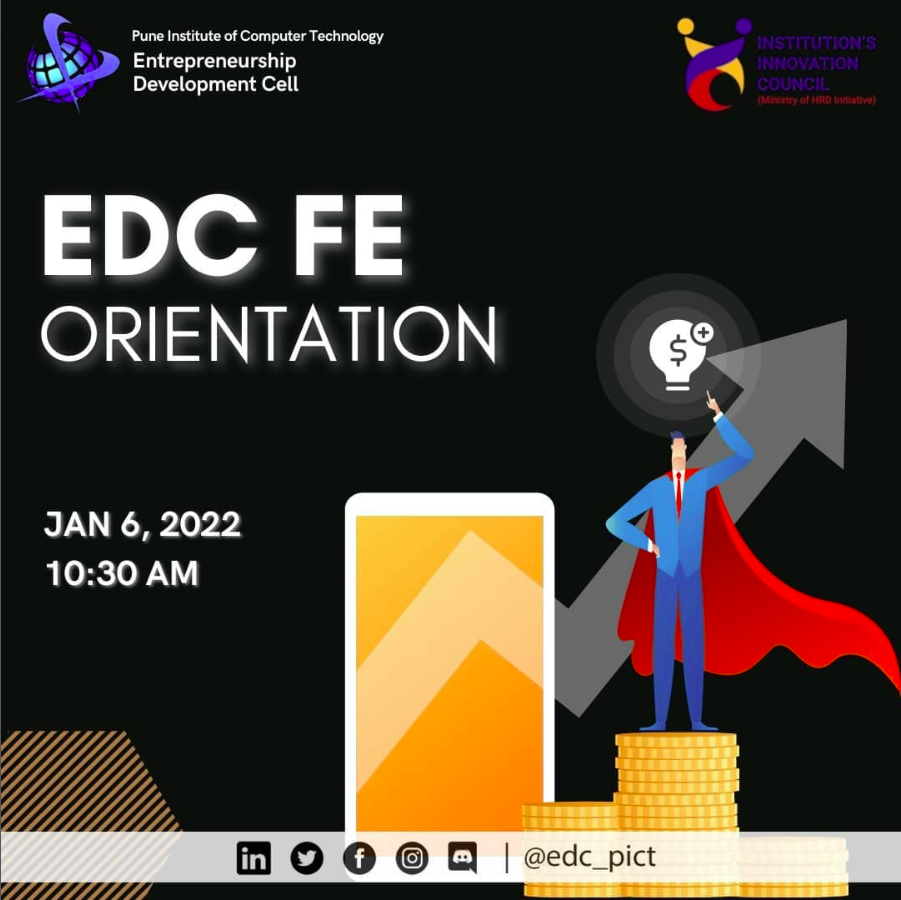 Pune Institute of Computer Technology
Entrepreneurship
Development Cell
INSTITUTION'S
INNOVATION
COUNCIL
(Ministry of HRD Initiative)
EDC FE
ORIENTATION
$
JAN 6, 2022
10:30 AM
in f | @edc_pict